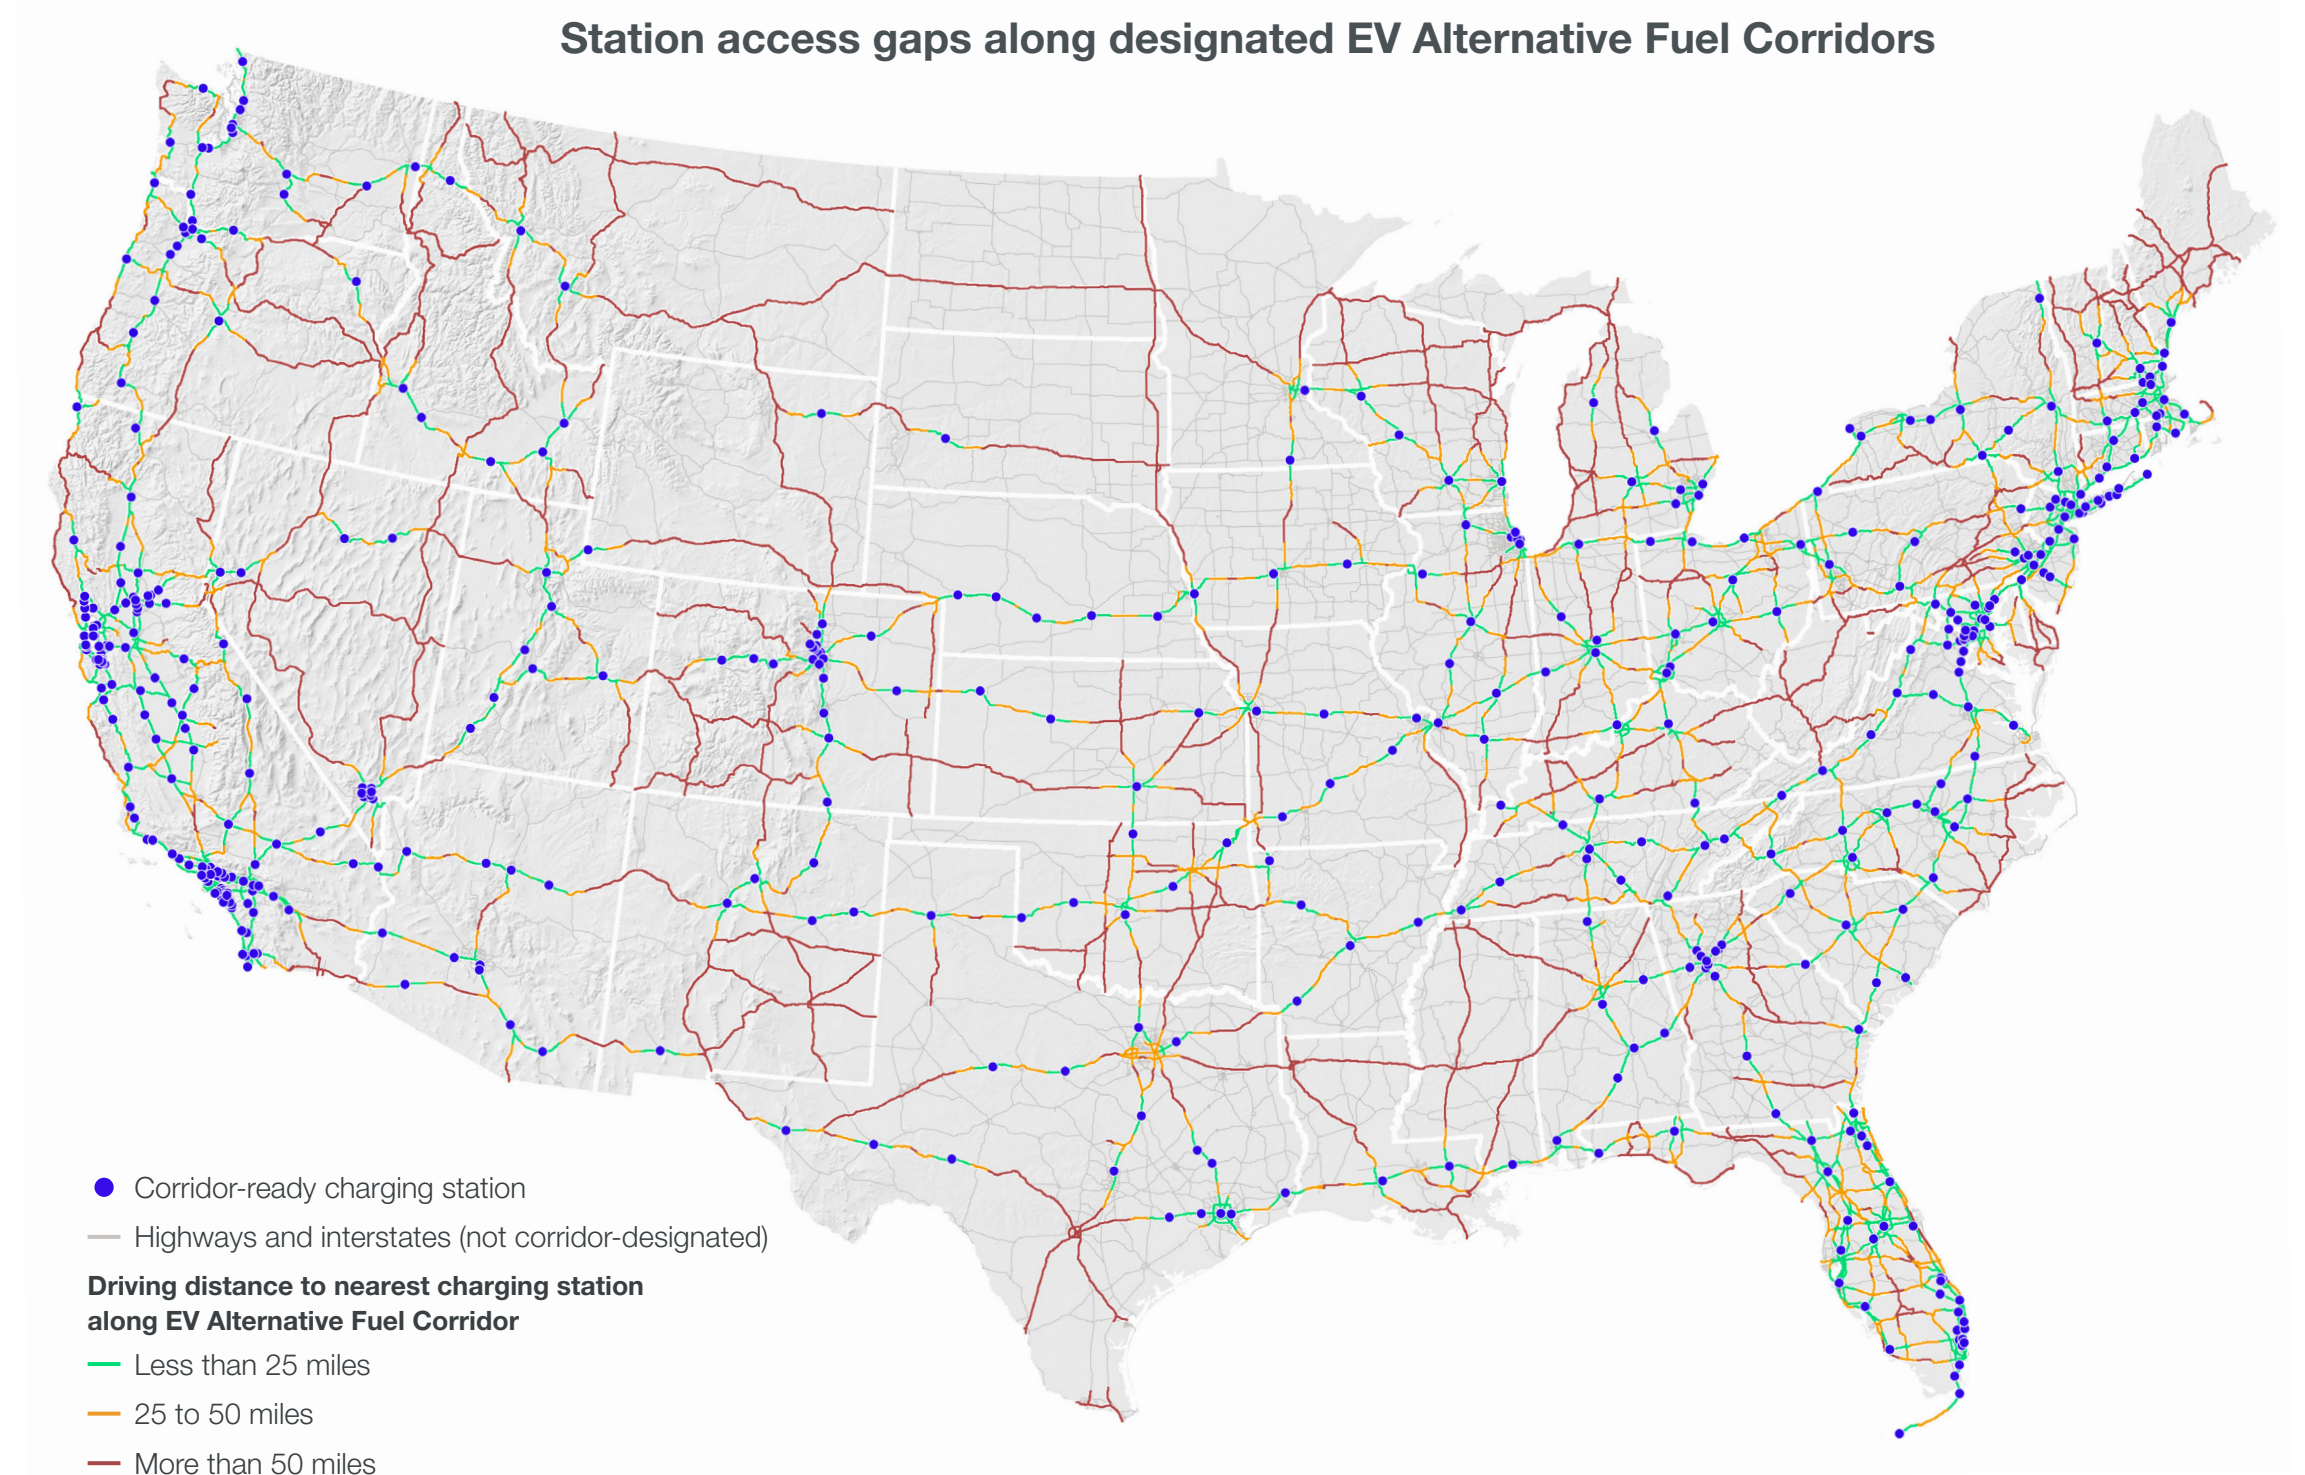 Station access gaps along designated EV Alternative Fuel Corridors
Corridor-ready charging station
Highways and interstates (not corridor-designated)
Driving distance to nearest charging station
along EV Alternative Fuel Corridor
Less than 25 miles
25 to 50 miles
More than 50 miles